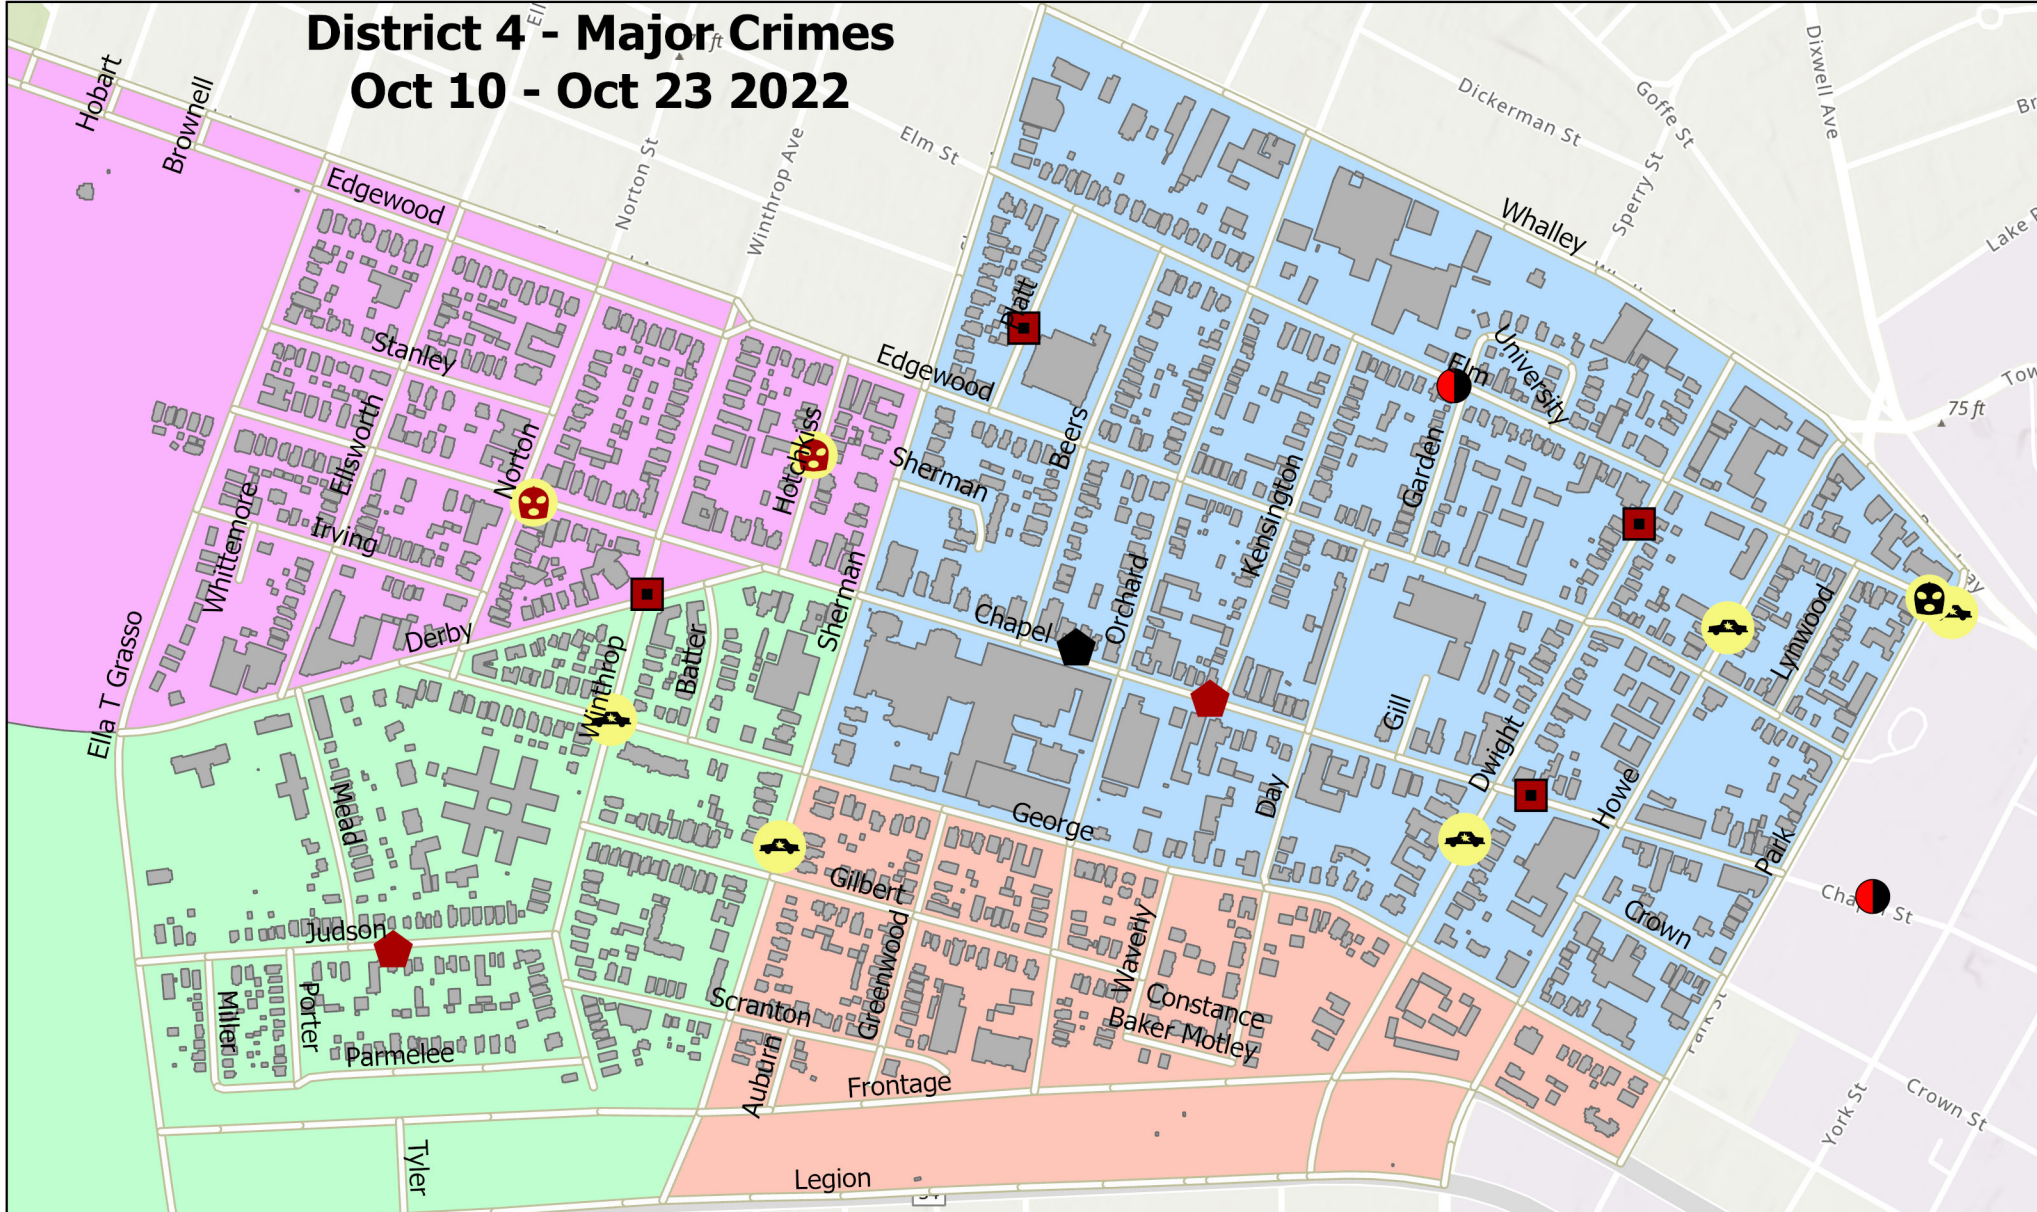 District 4 - Major Crimes
Oct 10 - Oct 23 2022
Hobart
Brownell
Edgewood
Norton St
Winthrop Ave
Elm St
Dickerman St
Goffe St
Dixwell Ave
Sperry St
Whalley
75 ft
Stanley
Ellsworth
Norton
Hotchkiss
Edgewood
Platt
Sherman
Beers
Elm
University
Garden
Kensington
Whittemore
Irving
Derby
Ella T Grasso
Winthrop
Batter
Sherman
Chapel
Orchard
Lynwood
Gill
Dwight
Howe
Day
George
Park
Chapel St
Crown
Mead
Judson
Gilbert
Greenwood
Waverly
Constance
Baker Motley
Scranton
Miller
Porter
Parmelee
Auburn
Frontage
Legion
Tyler
Park St
York St
Crown St